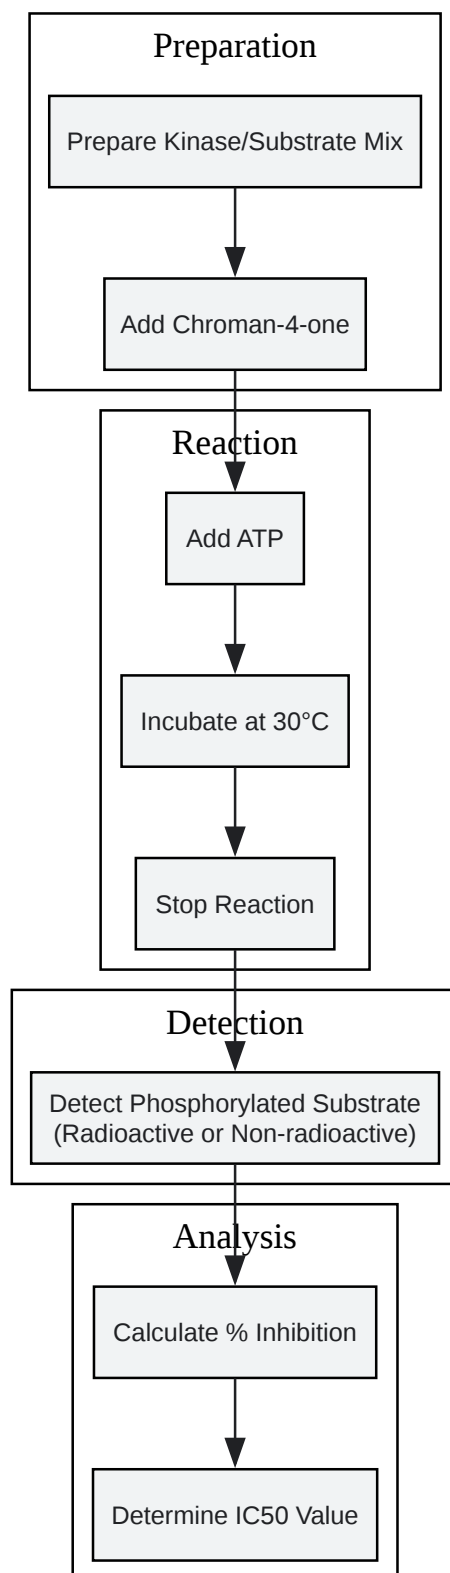 Preparation
Prepare Kinase/Substrate Mix
Add Chroman-4-one
Reaction
Add ATP
Incubate at 30°C
Stop Reaction
Detection
Detect Phosphorylated Substrate
(Radioactive or Non-radioactive)
Analysis
Calculate % Inhibition
Determine IC50 Value